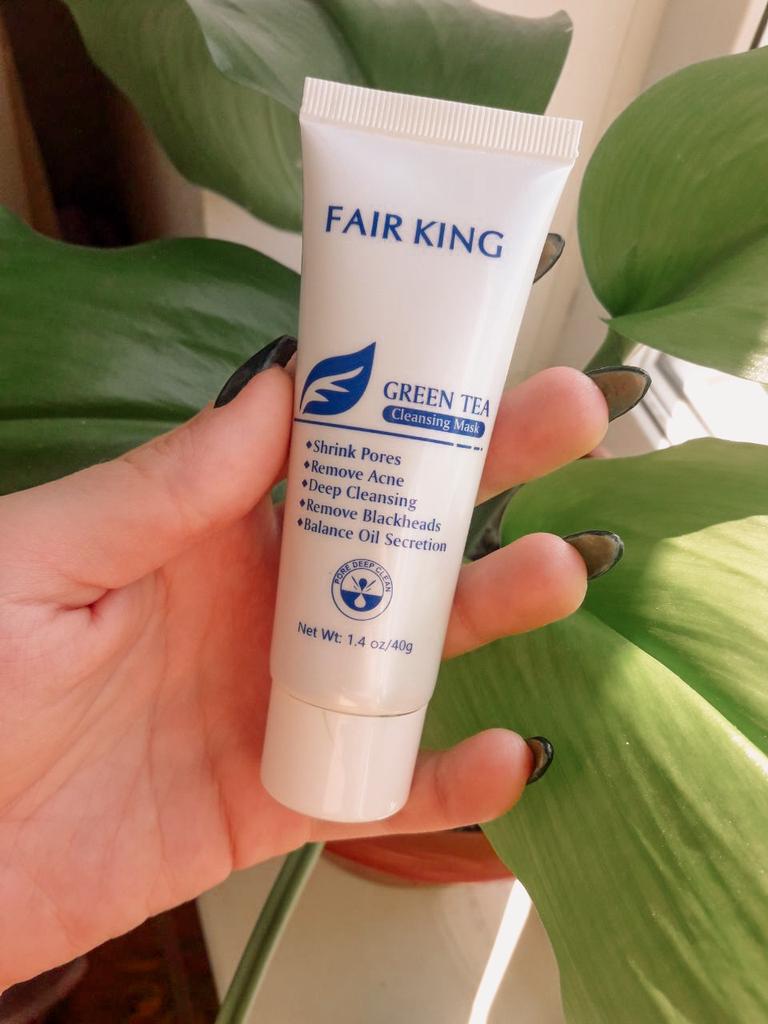 FAIR KING
GREEN TEA
Cleansing Mask
♦Shrink Pores
♦Remove Acne
♦Deep Cleansing
♦Remove Blackheads
♦Balance Oil Secretion
PORE DEEP CLEAN
Net Wt: 1.4 oz/40g